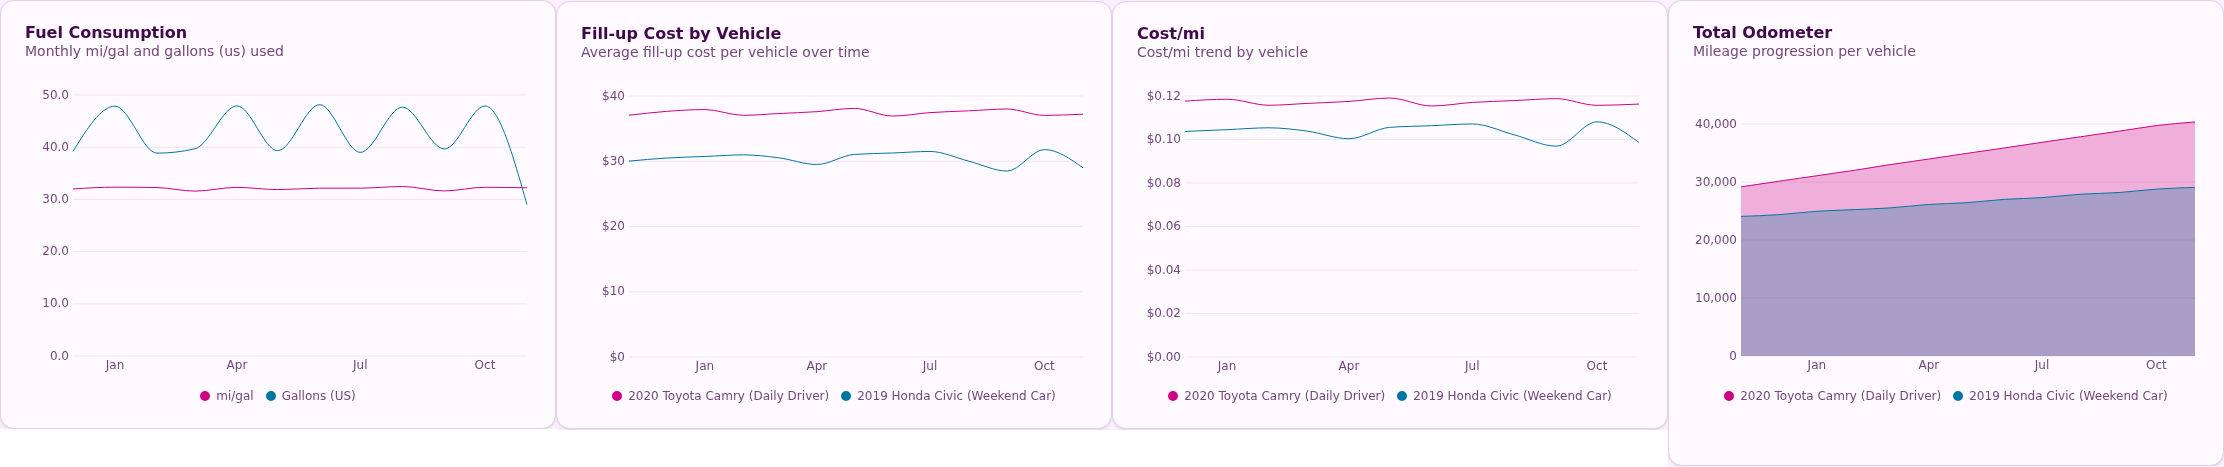 Fuel Consumption
Monthly mi/gal and gallons (us) used
50.0
40.0
30.0
20.0
10.0
0.0
Jan Apr Jul Oct
mi/gal Gallons (US)
Fill-up Cost by Vehicle
Average fill-up cost per vehicle over time
$40
$30
$20
$10
$0
Jan Apr Jul Oct
2020 Toyota Camry (Daily Driver) 2019 Honda Civic (Weekend Car)
Cost/mi
Cost/mi trend by vehicle
$0.12
$0.10
$0.08
$0.06
$0.04
$0.02
$0.00
Jan Apr Jul Oct
2020 Toyota Camry (Daily Driver) 2019 Honda Civic (Weekend Car)
Total Odometer
Mileage progression per vehicle
40,000
30,000
20,000
10,000
0
Jan Apr Jul Oct
2020 Toyota Camry (Daily Driver) 2019 Honda Civic (Weekend Car)